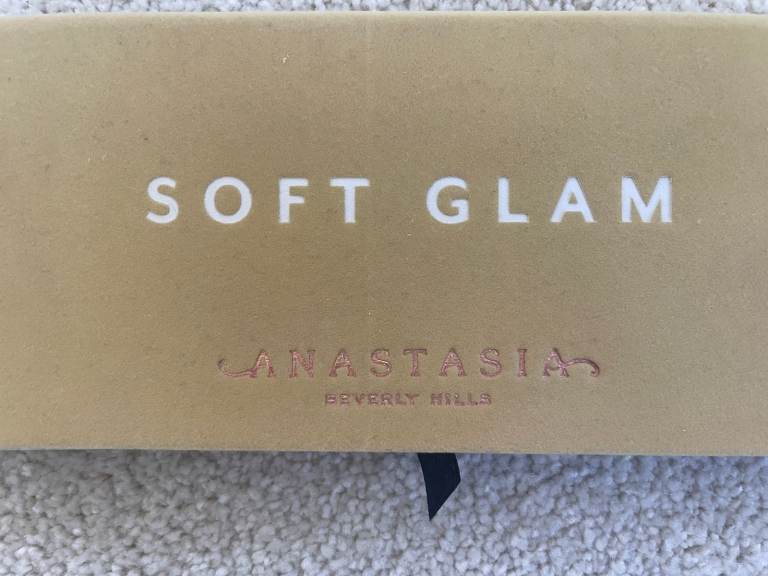 SOFT GLAM
ANASTASIA
BEVERLY HILLS